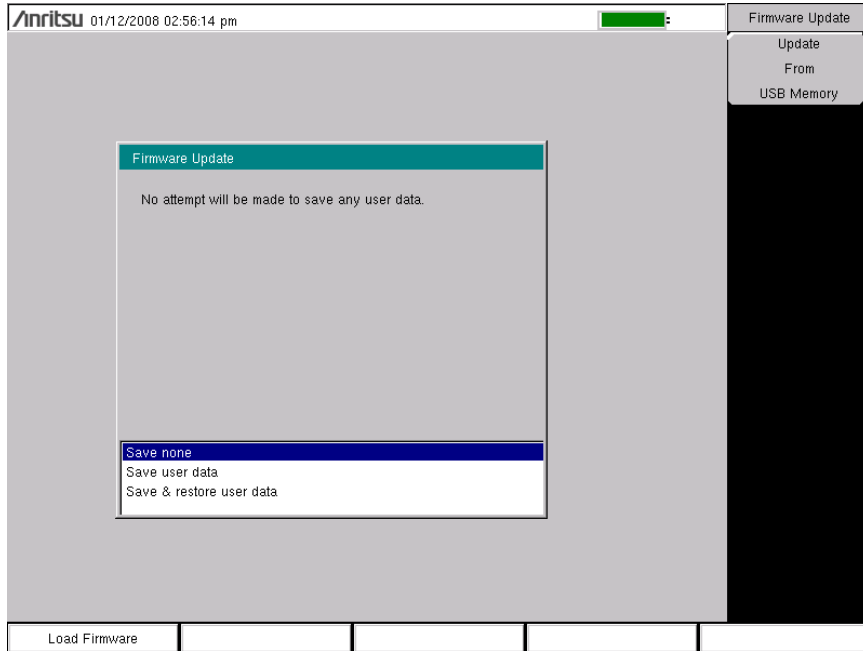 Anritsu 01/12/2008 02:56:14 pm
Firmware Update
Update
From
USB Memory
Firmware Update
No attempt will be made to save any user data.
Save none
Save user data
Save & restore user data
Load Firmware